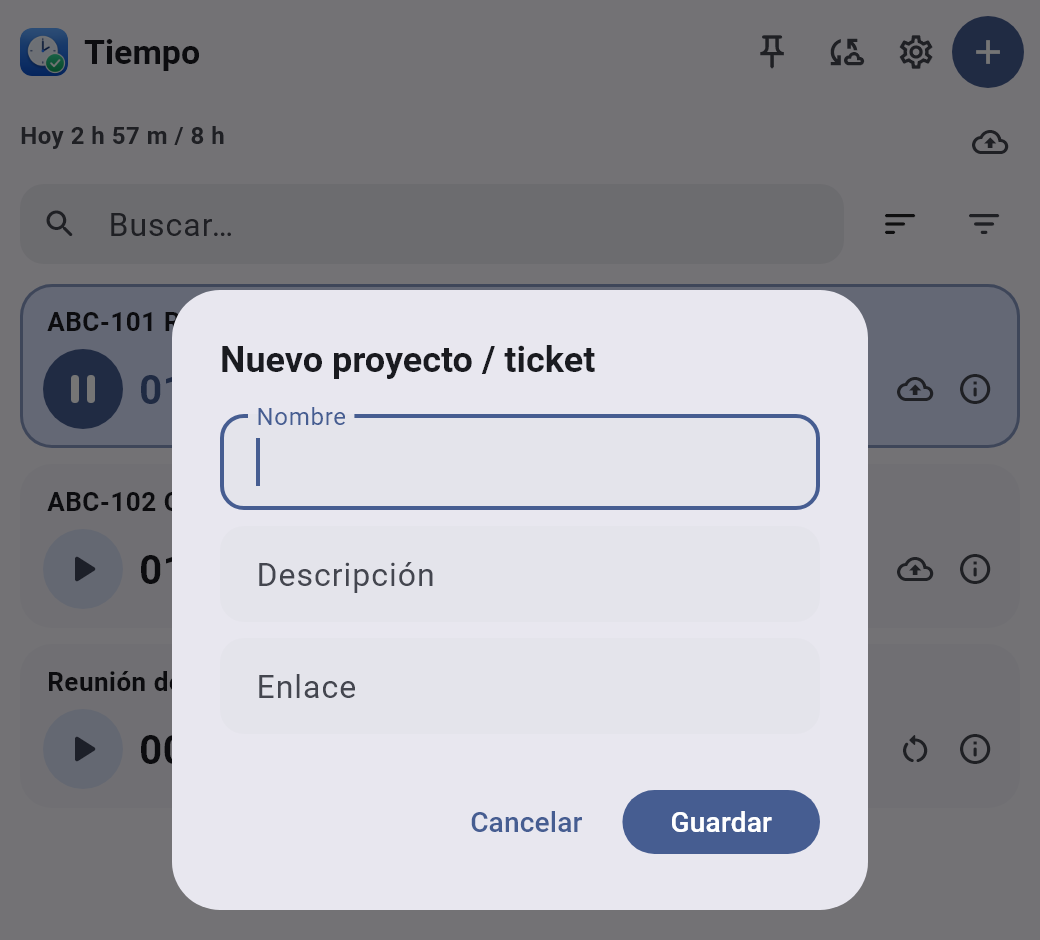 Tiempo
Hoy 2 h 57 m / 8 h
Buscar…
ABC-101
Nuevo proyecto / ticket
Nombre
ABC-102
Descripción
Enlace
Reunión
Cancelar
Guardar